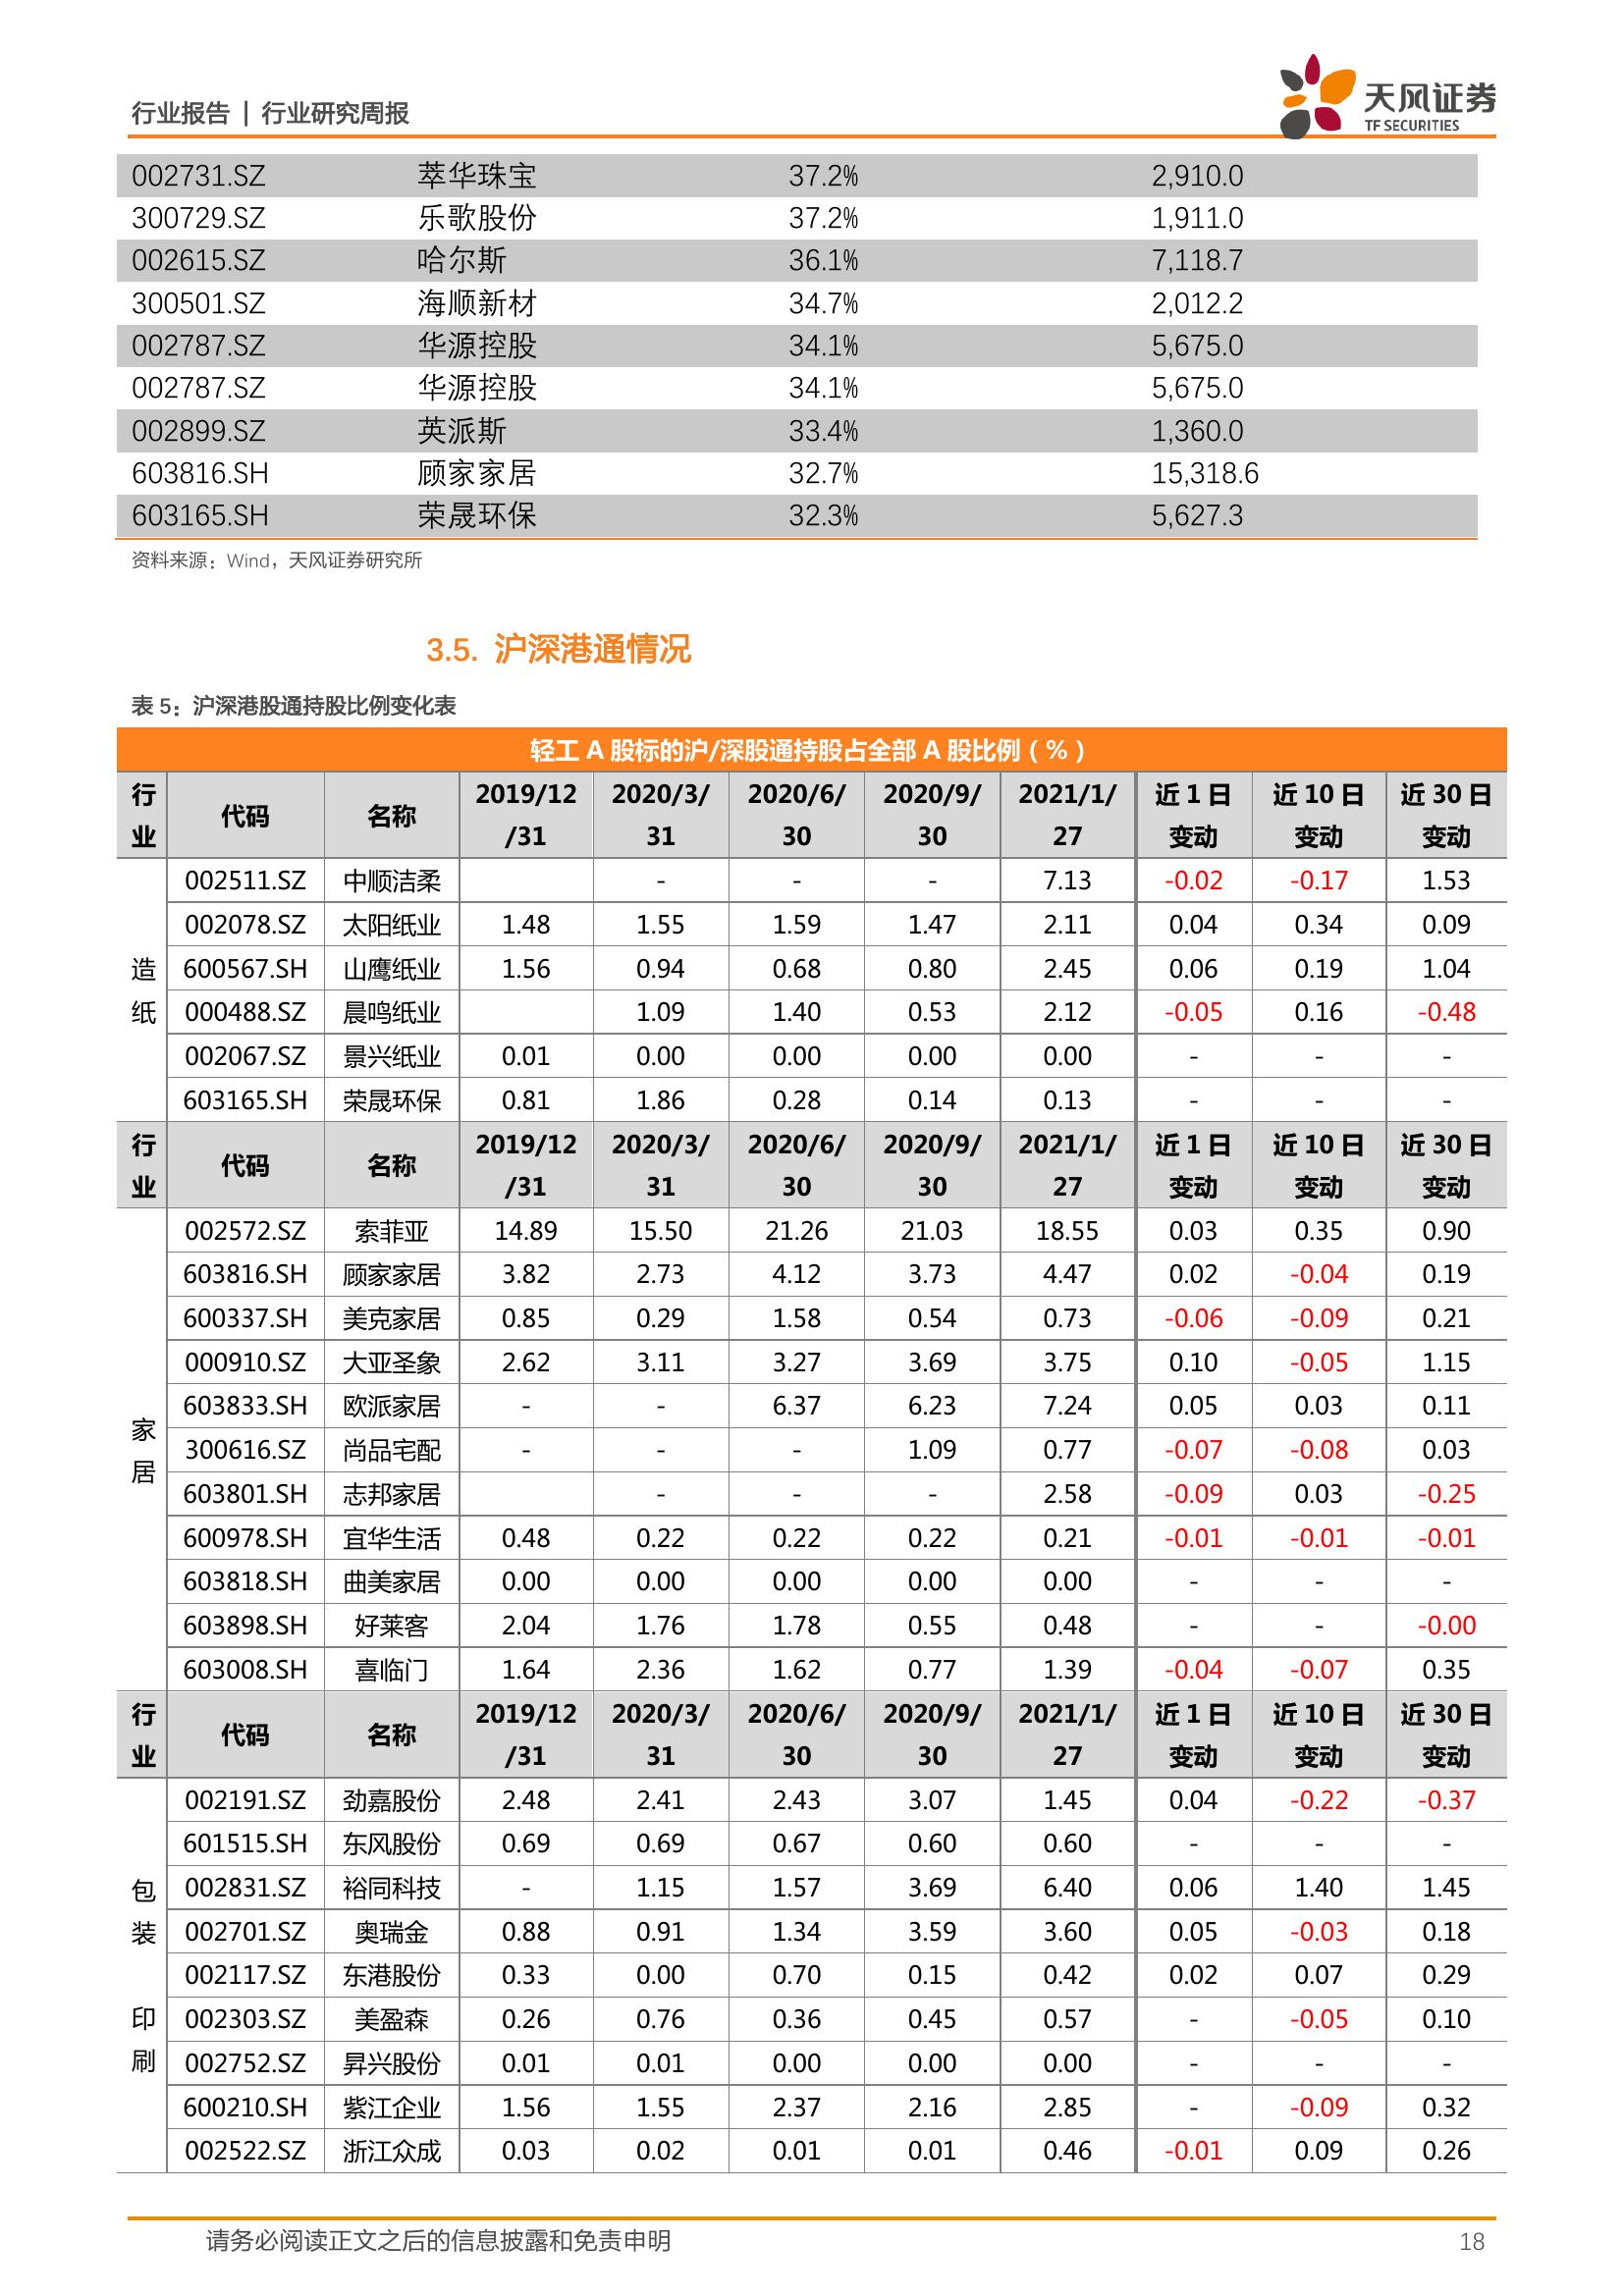 行业报告 | 行业研究周报
天风证券
TF SECURITIES
002731.SZ 萃华珠宝 37.2% 2,910.0
300729.SZ 乐歌股份 37.2% 1,911.0
002615.SZ 哈尔斯 36.1% 7,118.7
300501.SZ 海顺新材 34.7% 2,012.2
002787.SZ 华源控股 34.1% 5,675.0
002787.SZ 华源控股 34.1% 5,675.0
002899.SZ 英派斯 33.4% 1,360.0
603816.SH 顾家家居 32.7% 15,318.6
603165.SH 荣晟环保 32.3% 5,627.3
资料来源：Wind，天风证券研究所
3.5. 沪深港通情况
表 5：沪深港股通持股比例变化表
轻工 A 股标的沪/深股通持股占全部 A 股比例（%）
行业 代码 名称 2019/12/31 2020/3/31 2020/6/30 2020/9/30 2021/1/27 近 1 日变动 近 10 日变动 近 30 日变动
造纸
002511.SZ 中顺洁柔 - - - 7.13 -0.02 -0.17 1.53
002078.SZ 太阳纸业 1.48 1.55 1.59 1.47 2.11 0.04 0.34 0.09
600567.SH 山鹰纸业 1.56 0.94 0.68 0.80 2.45 0.06 0.19 1.04
000488.SZ 晨鸣纸业 1.09 1.40 0.53 2.12 -0.05 0.16 -0.48
002067.SZ 景兴纸业 0.01 0.00 0.00 0.00 0.00 - - -
603165.SH 荣晟环保 0.81 1.86 0.28 0.14 0.13 - - -
行业 代码 名称 2019/12/31 2020/3/31 2020/6/30 2020/9/30 2021/1/27 近 1 日变动 近 10 日变动 近 30 日变动
家居
002572.SZ 索菲亚 14.89 15.50 21.26 21.03 18.55 0.03 0.35 0.90
603816.SH 顾家家居 3.82 2.73 4.12 3.73 4.47 0.02 -0.04 0.19
600337.SH 美克家居 0.85 0.29 1.58 0.54 0.73 -0.06 -0.09 0.21
000910.SZ 大亚圣象 2.62 3.11 3.27 3.69 3.75 0.10 -0.05 1.15
603833.SH 欧派家居 - - 6.37 6.23 7.24 0.05 0.03 0.11
300616.SZ 尚品宅配 - - - 1.09 0.77 -0.07 -0.08 0.03
603801.SH 志邦家居 - - - 2.58 -0.09 0.03 -0.25
600978.SH 宜华生活 0.48 0.22 0.22 0.22 0.21 -0.01 -0.01 -0.01
603818.SH 曲美家居 0.00 0.00 0.00 0.00 0.00 - - -
603898.SH 好莱客 2.04 1.76 1.78 0.55 0.48 - - -0.00
603008.SH 喜临门 1.64 2.36 1.62 0.77 1.39 -0.04 -0.07 0.35
行业 代码 名称 2019/12/31 2020/3/31 2020/6/30 2020/9/30 2021/1/27 近 1 日变动 近 10 日变动 近 30 日变动
包装印刷
002191.SZ 劲嘉股份 2.48 2.41 2.43 3.07 1.45 0.04 -0.22 -0.37
601515.SH 东风股份 0.69 0.69 0.67 0.60 0.60 - - -
002831.SZ 裕同科技 - 1.15 1.57 3.69 6.40 0.06 1.40 1.45
002701.SZ 奥瑞金 0.88 0.91 1.34 3.59 3.60 0.05 -0.03 0.18
002117.SZ 东港股份 0.33 0.00 0.70 0.15 0.42 0.02 0.07 0.29
002303.SZ 美盈森 0.26 0.76 0.36 0.45 0.57 - -0.05 0.10
002752.SZ 昇兴股份 0.01 0.01 0.00 0.00 0.00 - - -
600210.SH 紫江企业 1.56 1.55 2.37 2.16 2.85 - -0.09 0.32
002522.SZ 浙江众成 0.03 0.02 0.01 0.01 0.46 -0.01 0.09 0.26
请务必阅读正文之后的信息披露和免责申明 18